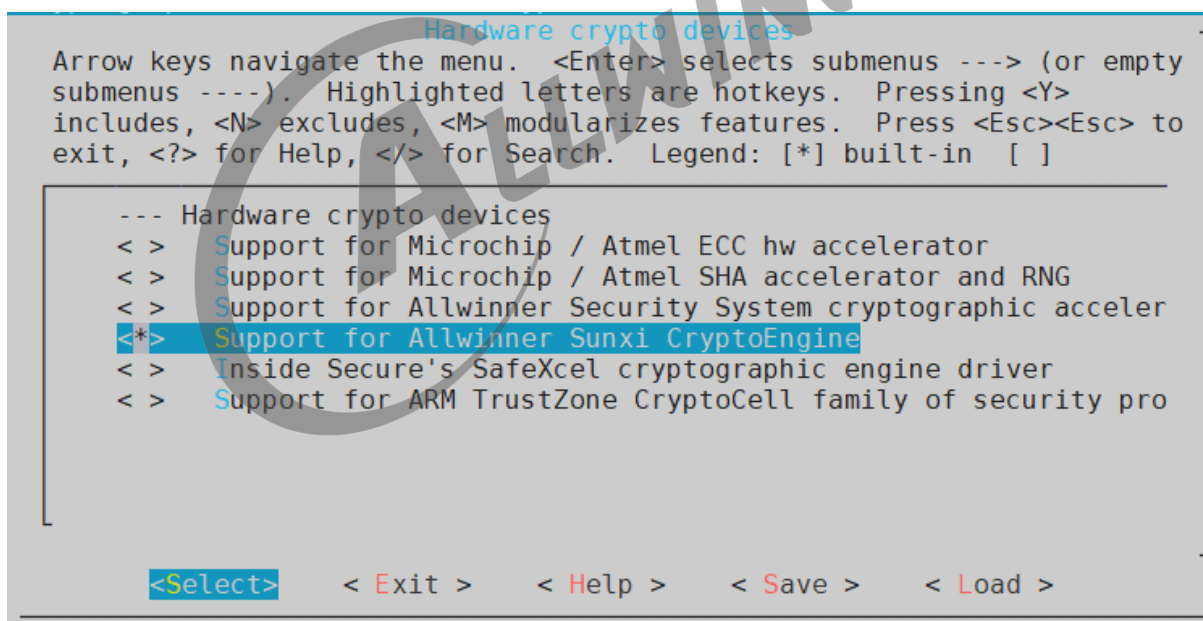 Hardware crypto devices
Arrow keys navigate the menu.  <Enter> selects submenus ---> (or empty
submenus ----).  Highlighted letters are hotkeys.  Pressing <Y>
includes, <N> excludes, <M> modularizes features.  Press <Esc><Esc> to
exit, <?> for Help, </> for Search.  Legend: [*] built-in  [ ]
--- Hardware crypto devices
< >   Support for Microchip / Atmel ECC hw accelerator
< >   Support for Microchip / Atmel SHA accelerator and RNG
< >   Support for Allwinner Security System cryptographic acceler
<*>   Support for Allwinner Sunxi CryptoEngine
< >   Inside Secure's SafeXcel cryptographic engine driver
< >   Support for ARM TrustZone CryptoCell family of security pro
<Select>    < Exit >    < Help >    < Save >    < Load >
ALLWIN